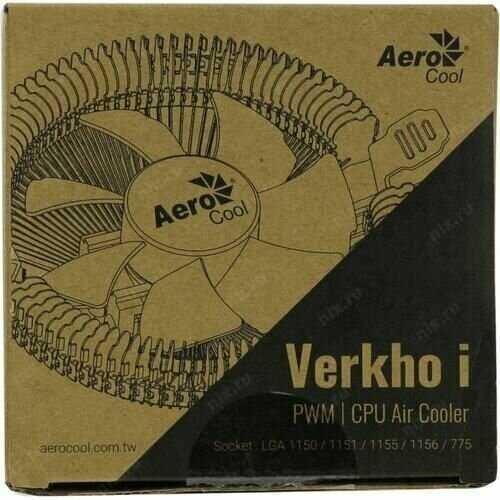 Aero
Cool
Aero
Cool
Verkho i
PWM | CPU Air Cooler
Socket : LGA 1150 / 1151 / 1155 / 1156 / 775
aerocool.com.tw